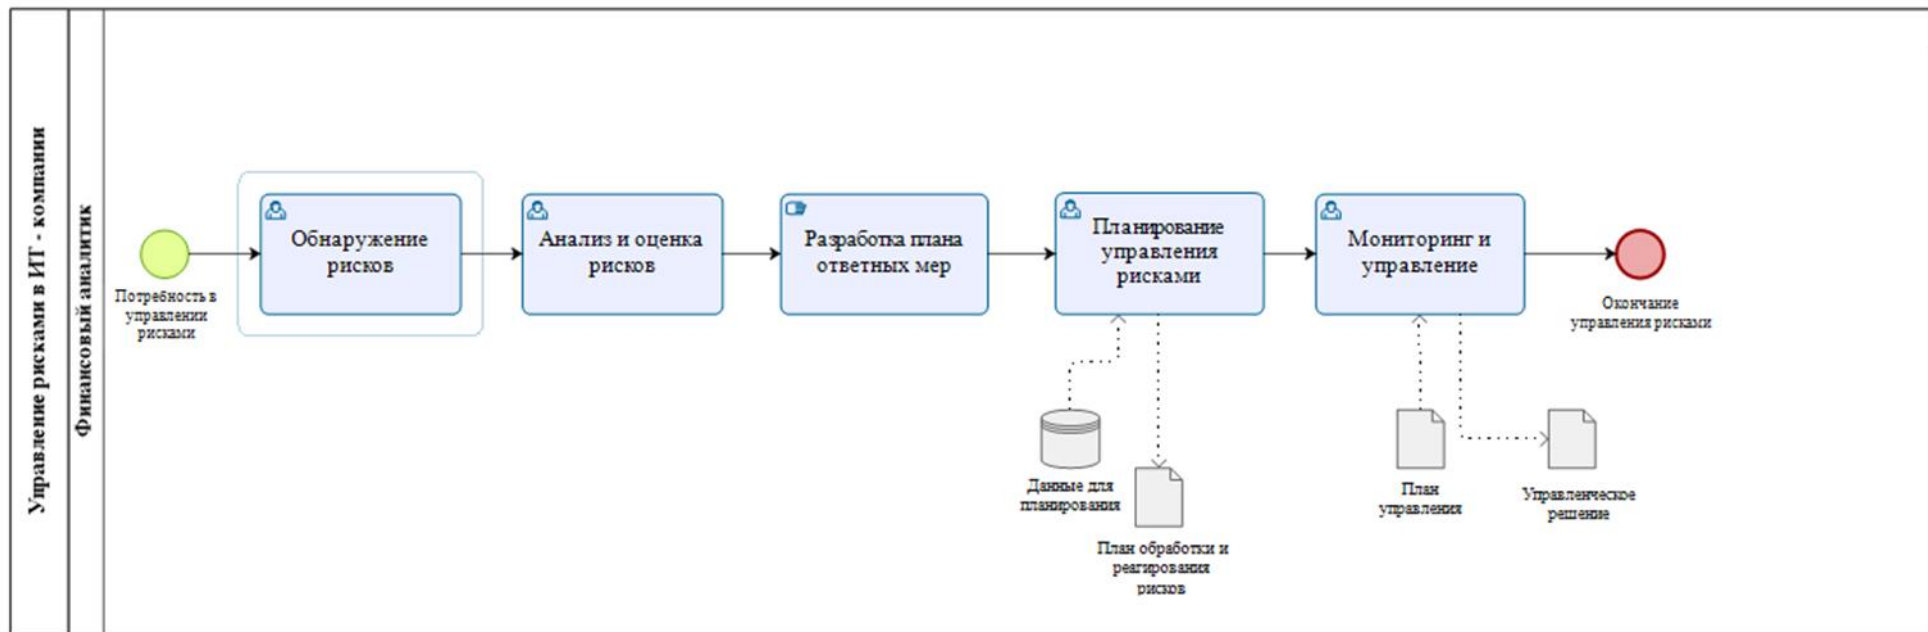 Управление рисками в ИТ - компании
Финансовый аналитик
Потребность в
управлении
рисками
Обнаружение
рисков
Анализ и оценка
рисков
Разработка плана
ответных мер
Планирование
управления
рисками
Мониторинг и
управление
Окончание
управления рисками
Данные для
планирования
План обработки и
реагирования
рисков
План
управления
Управленческое
решение